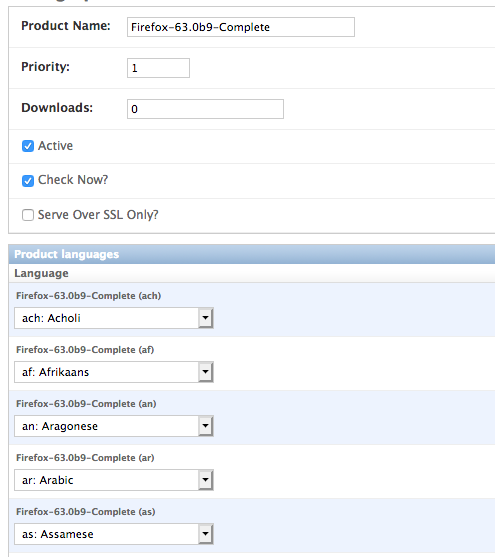 Product Name: Firefox-63.0b9-Complete
Priority: 1
Downloads: 0
Active
Check Now?
Serve Over SSL Only?
Product languages
Language
Firefox-63.0b9-Complete (ach)
ach: Acholi
Firefox-63.0b9-Complete (af)
af: Afrikaans
Firefox-63.0b9-Complete (an)
an: Aragonese
Firefox-63.0b9-Complete (ar)
ar: Arabic
Firefox-63.0b9-Complete (as)
as: Assamese